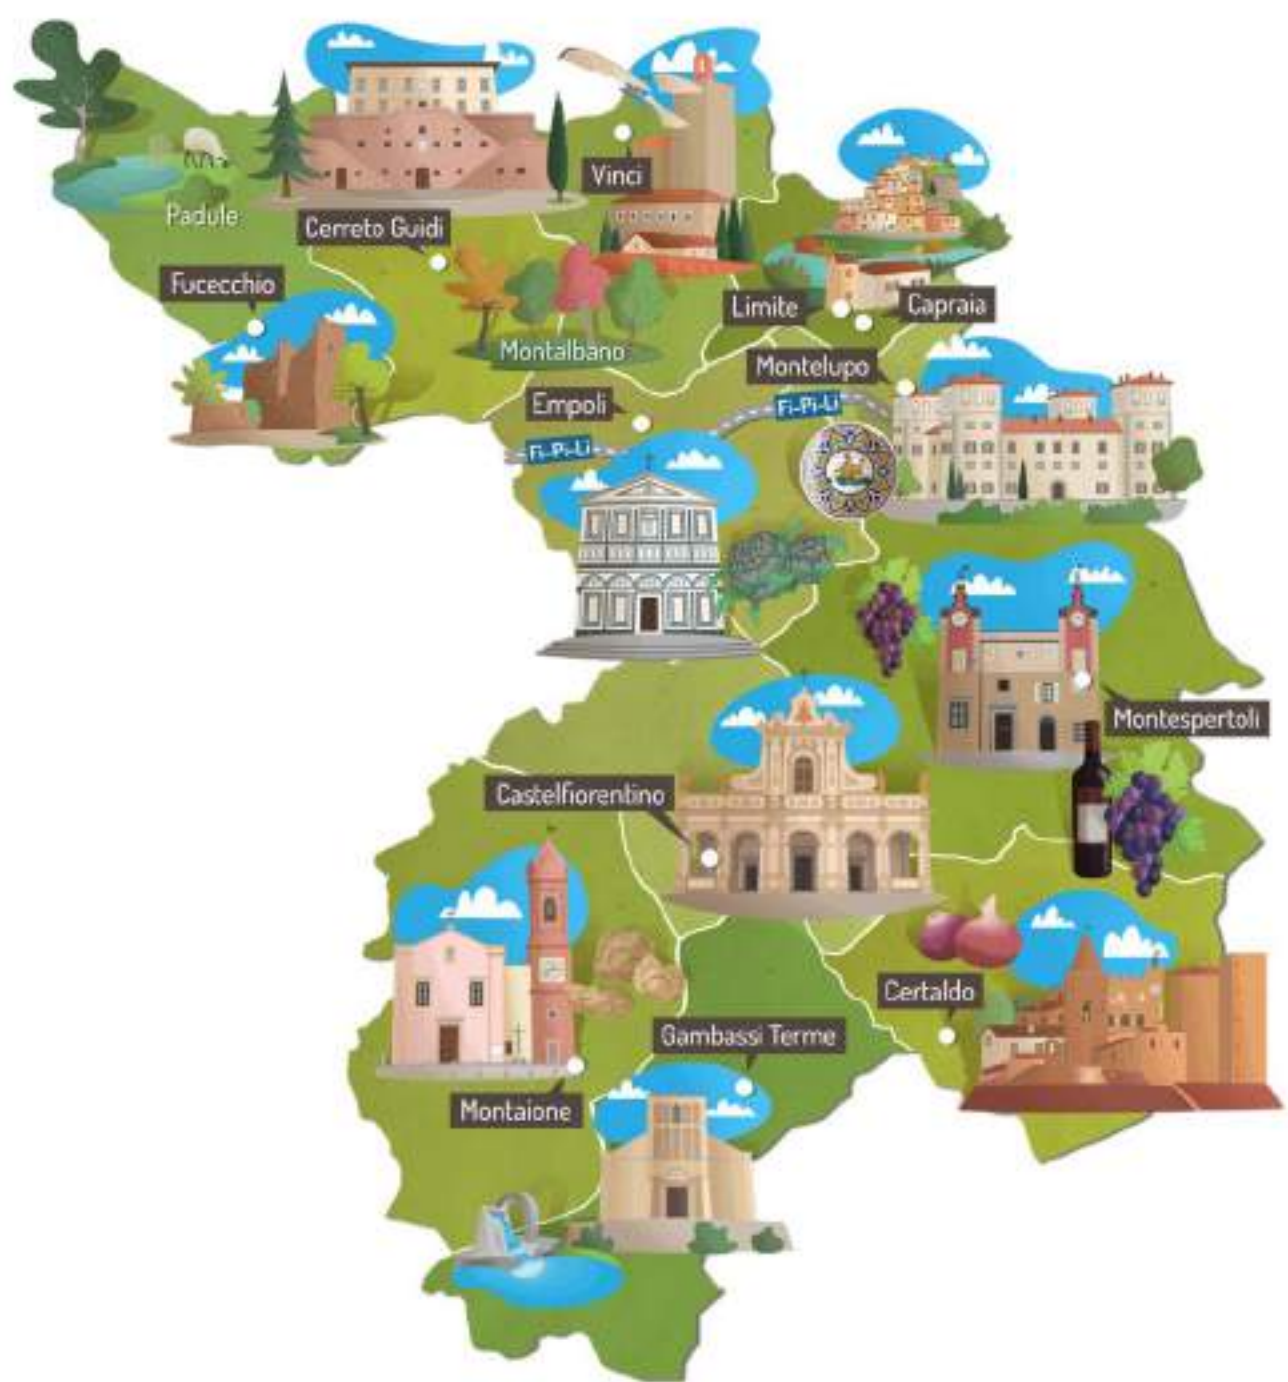 Vinci
Padule
Cerreto Guidi
Fucecchio
Limite
Capraia
Montalbano
Montelupo
Empoli
Fi-Pi-Li
Fi-Pi-Li
Montespertoli
Castelfiorentino
Certaldo
Gambassi Terme
Montaione